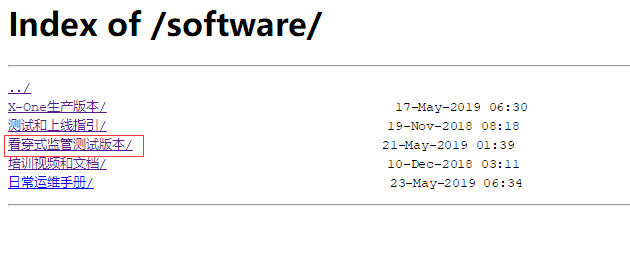 Index of /software/
../
X-One生产版本/ 17-May-2019 06:30
测试和上线指引/ 19-Nov-2018 08:18
看穿式监管测试版本/ 21-May-2019 01:39
培训视频和文档/ 10-Dec-2018 03:11
日常运维手册/ 23-May-2019 06:34